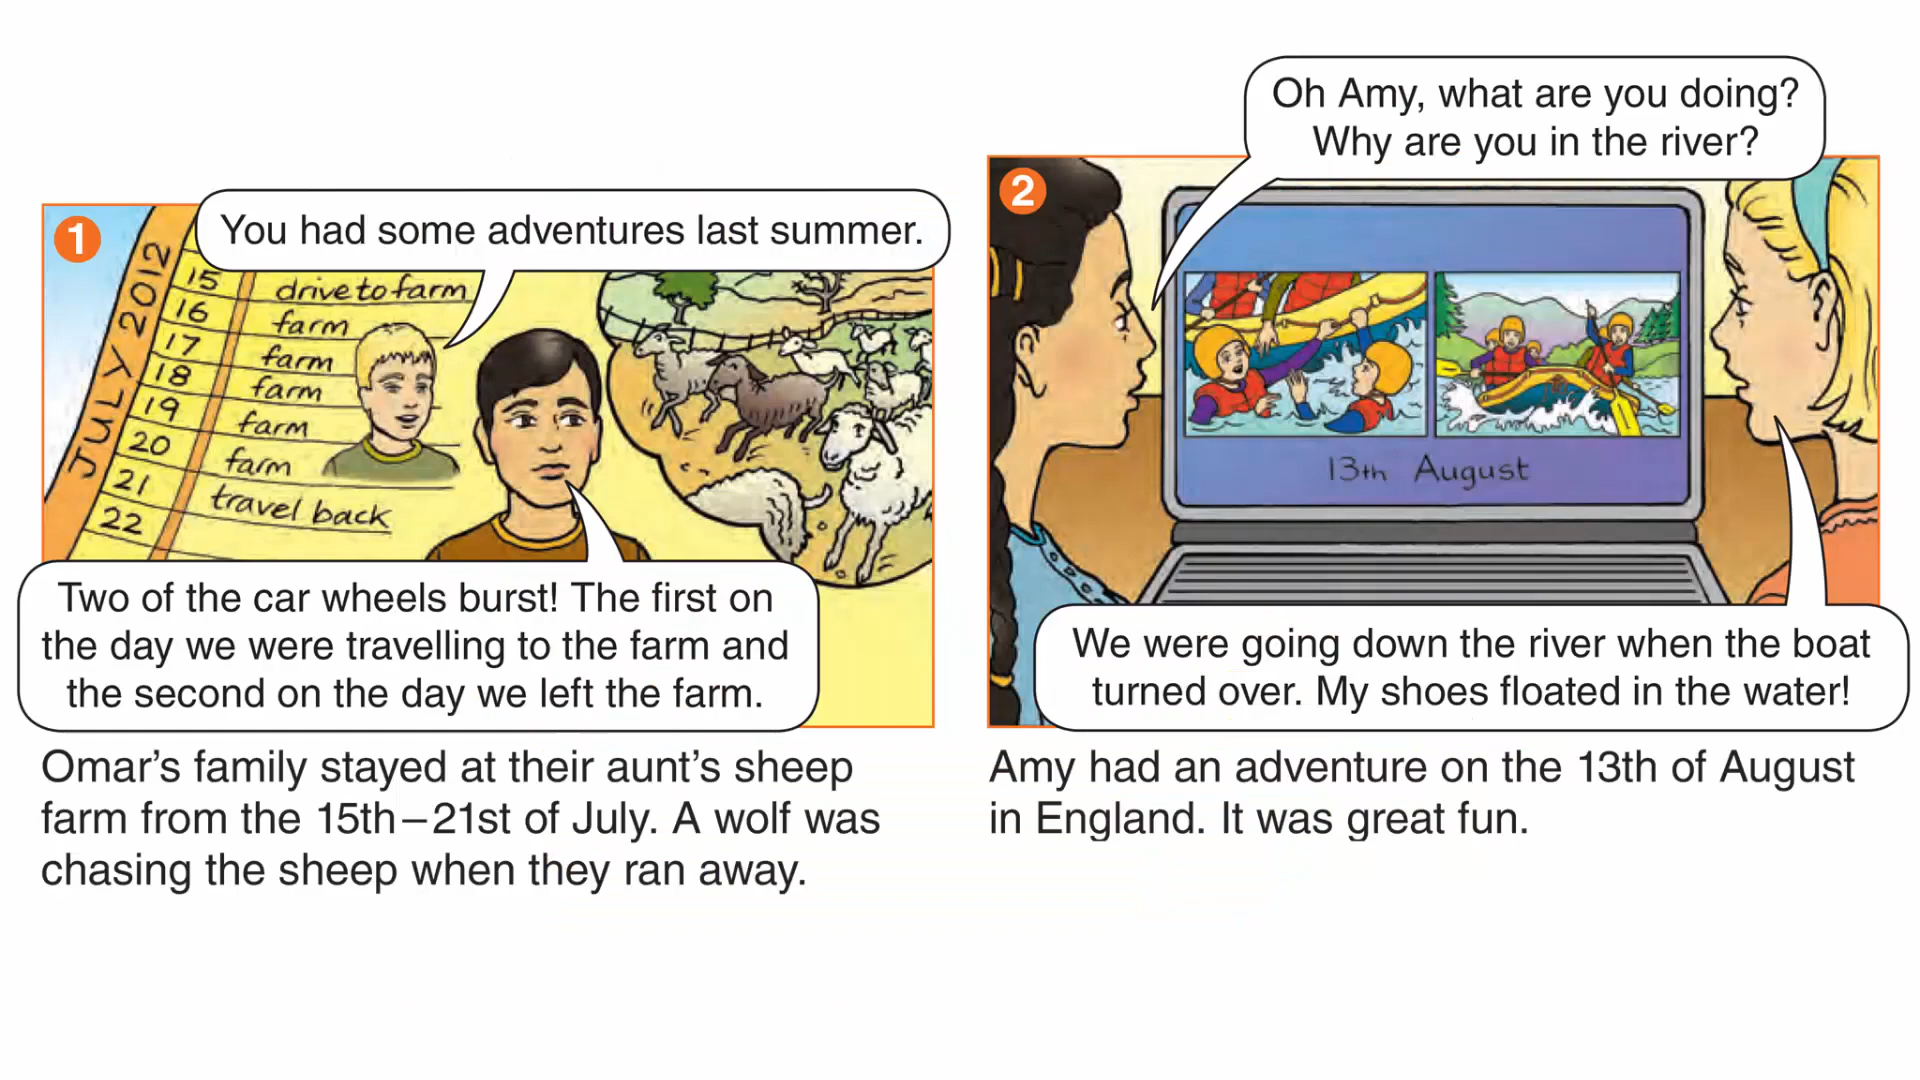 1
You had some adventures last summer.
JULY 2012
15 drive to farm
16 farm
17 farm
18 farm
19 farm
20 farm
21 travel back
22
Two of the car wheels burst! The first on
the day we were travelling to the farm and
the second on the day we left the farm.
Omar’s family stayed at their aunt’s sheep
farm from the 15th–21st of July. A wolf was
chasing the sheep when they ran away.
2
Oh Amy, what are you doing?
Why are you in the river?
13th August
We were going down the river when the boat
turned over. My shoes floated in the water!
Amy had an adventure on the 13th of August
in England. It was great fun.